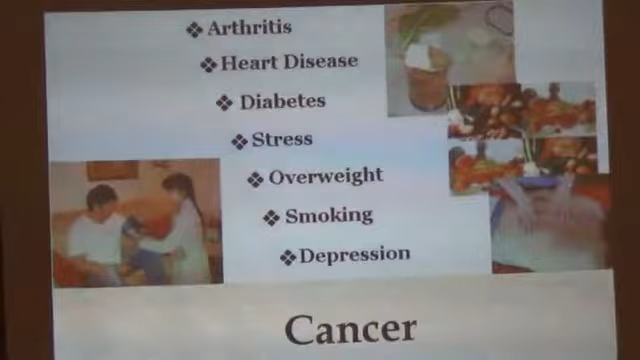 ❖ Arthritis
❖ Heart Disease
❖ Diabetes
❖ Stress
❖ Overweight
❖ Smoking
❖ Depression
Cancer